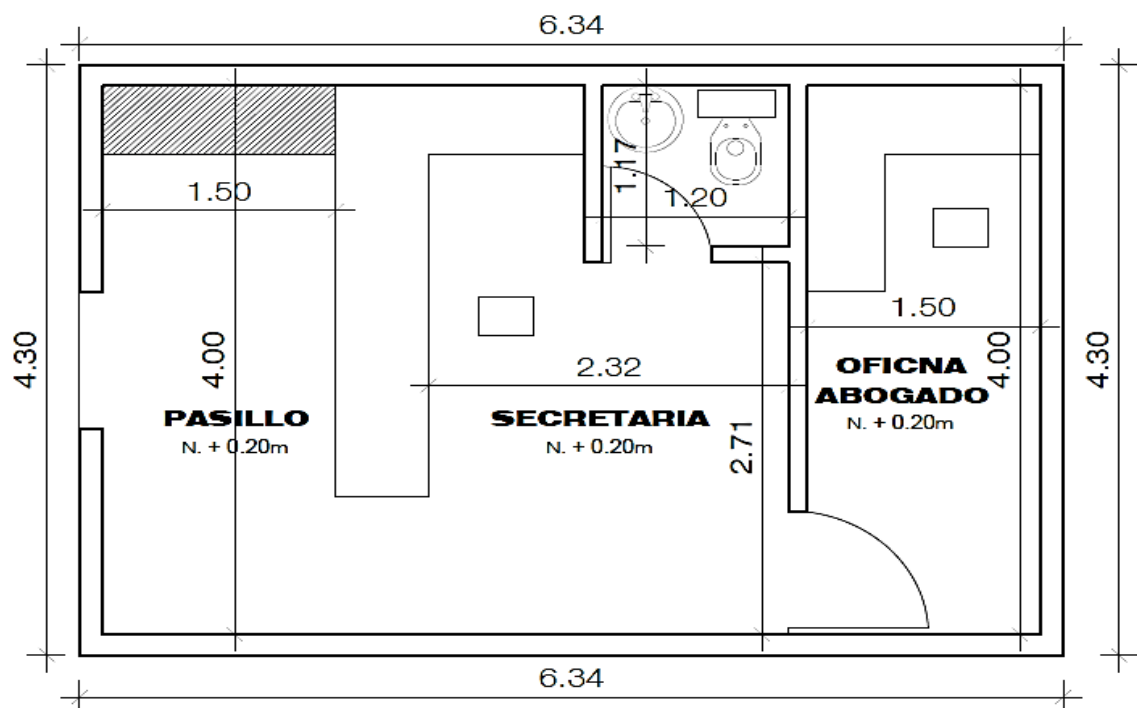 6.34
1.50
1.17
1.20
1.50
4.30
4.00
2.32
4.00
4.30
OFICNA
ABOGADO
N. + 0.20m
PASILLO
N. + 0.20m
SECRETARIA
N. + 0.20m
2.71
6.34